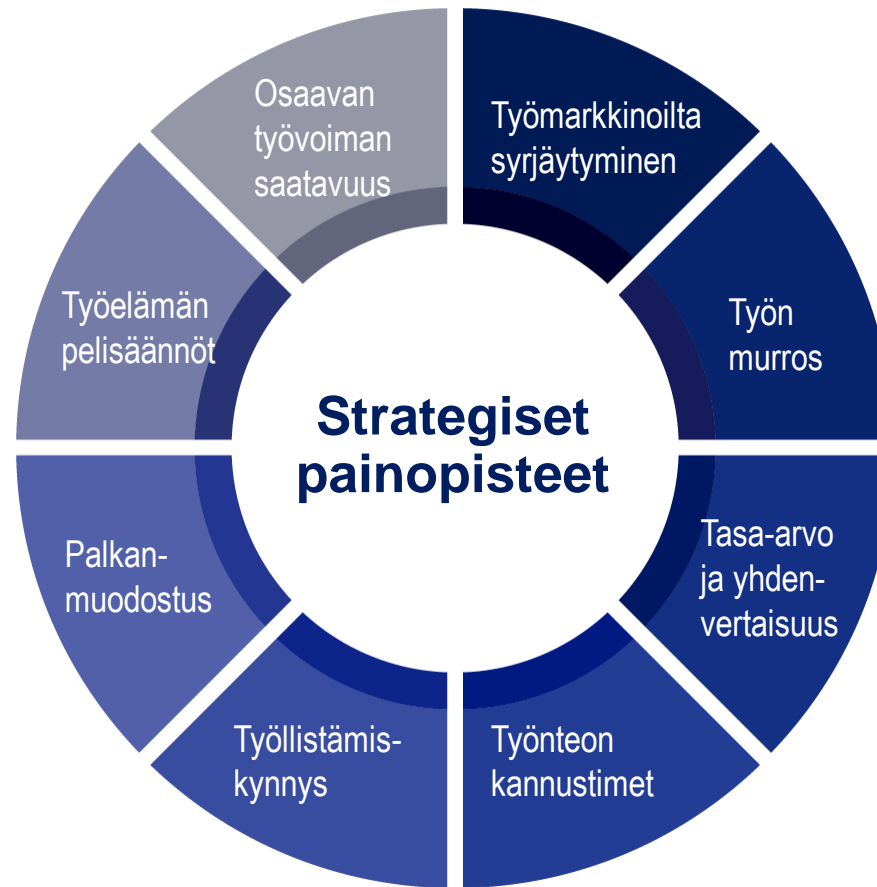 Strategiset
painopisteet
Työmarkkinoilta
syrjäytyminen
Työn
murros
Tasa-arvo
ja yhden-
vertaisuus
Työnteon
kannustimet
Työllistämis-
kynnys
Palkan-
muodostus
Työelämän
pelisäännöt
Osaavan
työvoiman
saatavuus